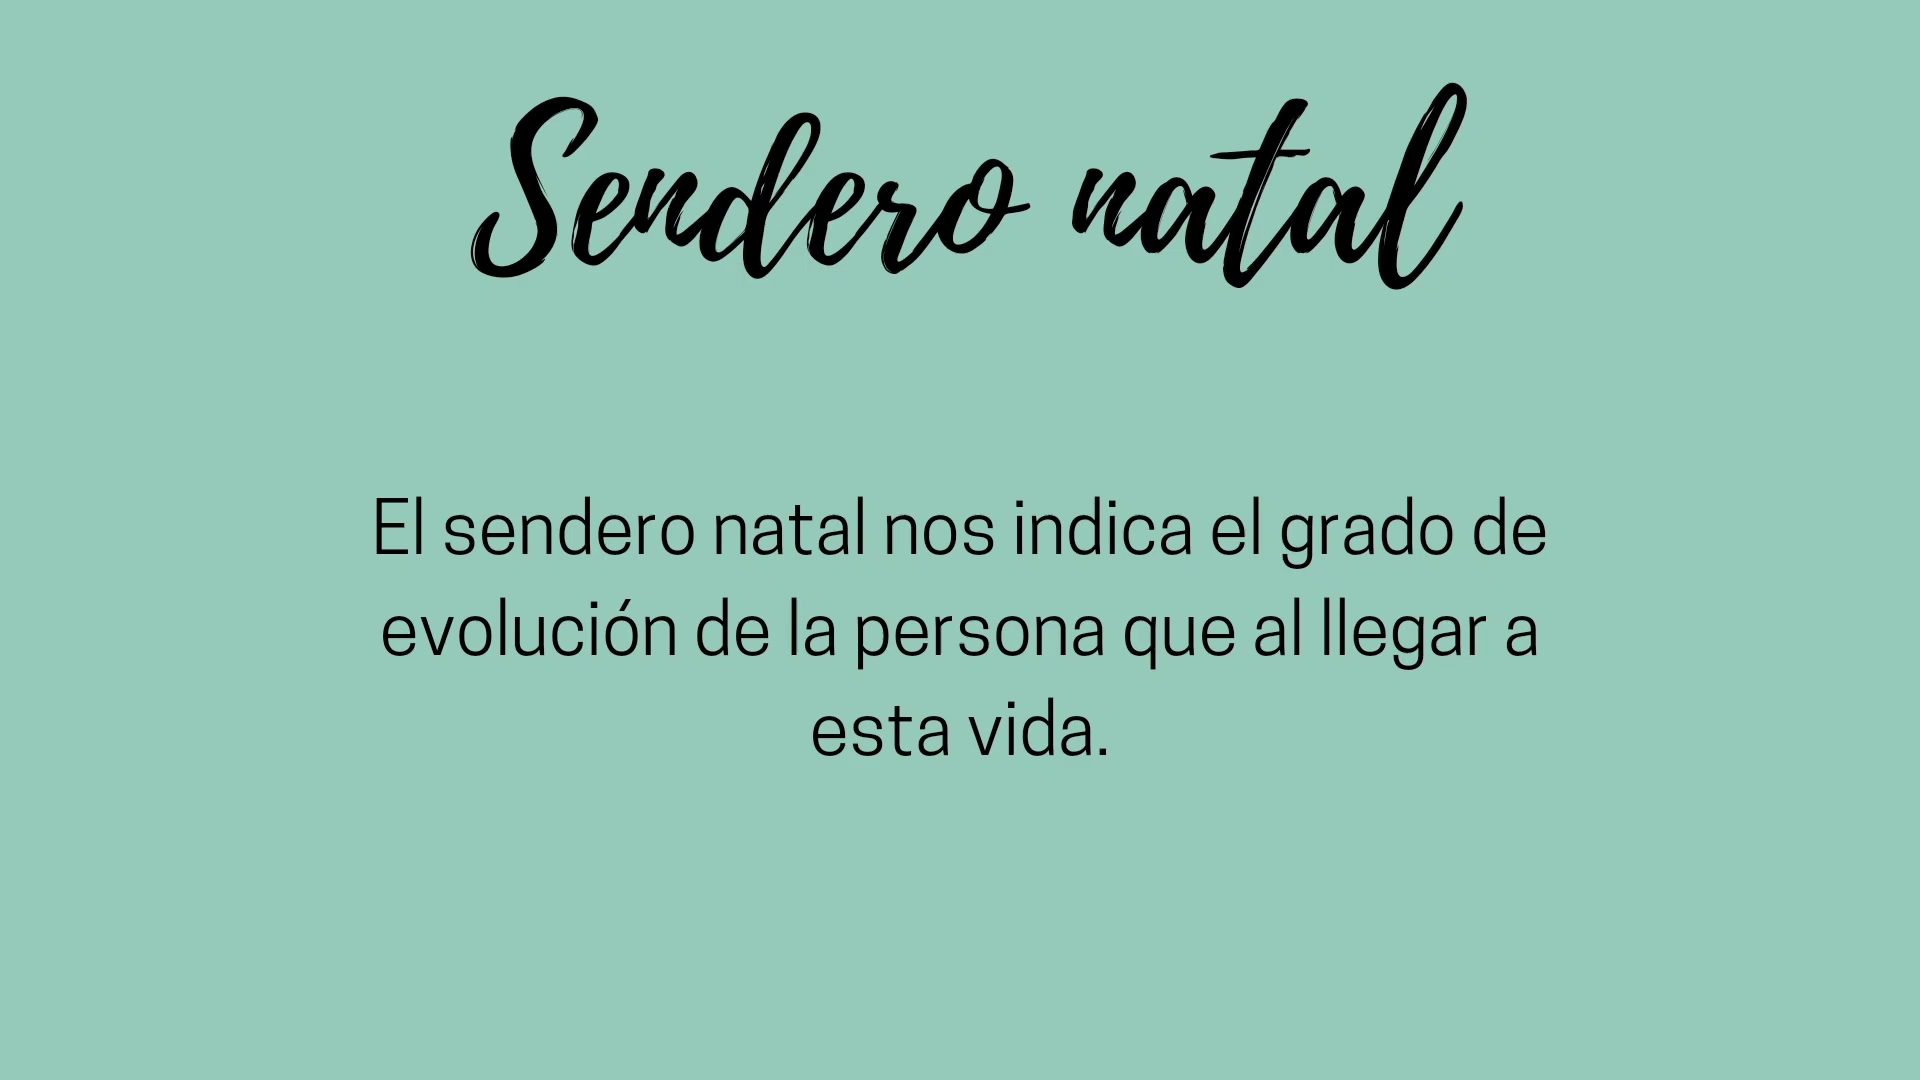 Sendero natal
El sendero natal nos indica el grado de
evolución de la persona que al llegar a
esta vida.